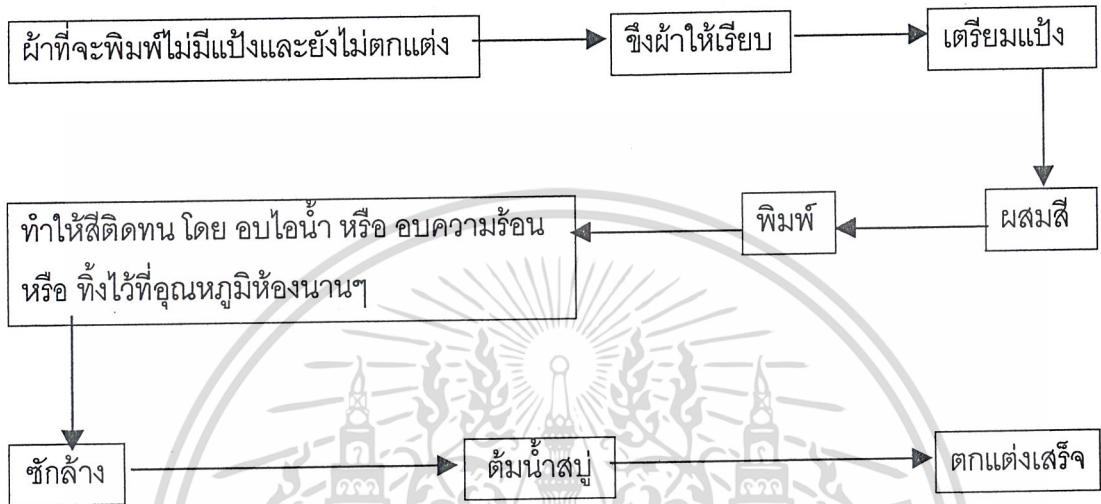 ผ้าที่จะพิมพ์ไม่มีแป้งและยังไม่ตกแต่ง
ขึงผ้าให้เรียบ
เตรียมแป้ง
ผสมสี
พิมพ์
ทำให้สีติดทน โดย อบไอน้ำ หรือ อบความร้อน
หรือ ทิ้งไว้ที่อุณหภูมิห้องนานๆ
ซักล้าง
ต้มน้ำสบู่
ตกแต่งเสร็จ